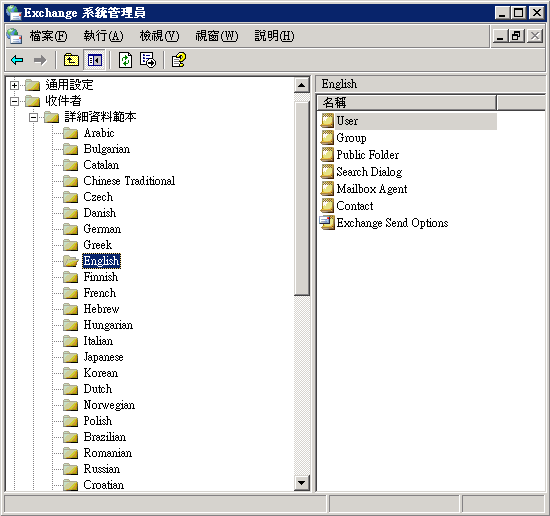 Exchange 系統管理員
檔案(F) 執行(A) 檢視(V) 視窗(W) 說明(H)
通用設定
收件者
詳細資料範本
Arabic
Bulgarian
Catalan
Chinese Traditional
Czech
Danish
German
Greek
English
Finnish
French
Hebrew
Hungarian
Italian
Japanese
Korean
Dutch
Norwegian
Polish
Brazilian
Romanian
Russian
Croatian
English
名稱
User
Group
Public Folder
Search Dialog
Mailbox Agent
Contact
Exchange Send Options